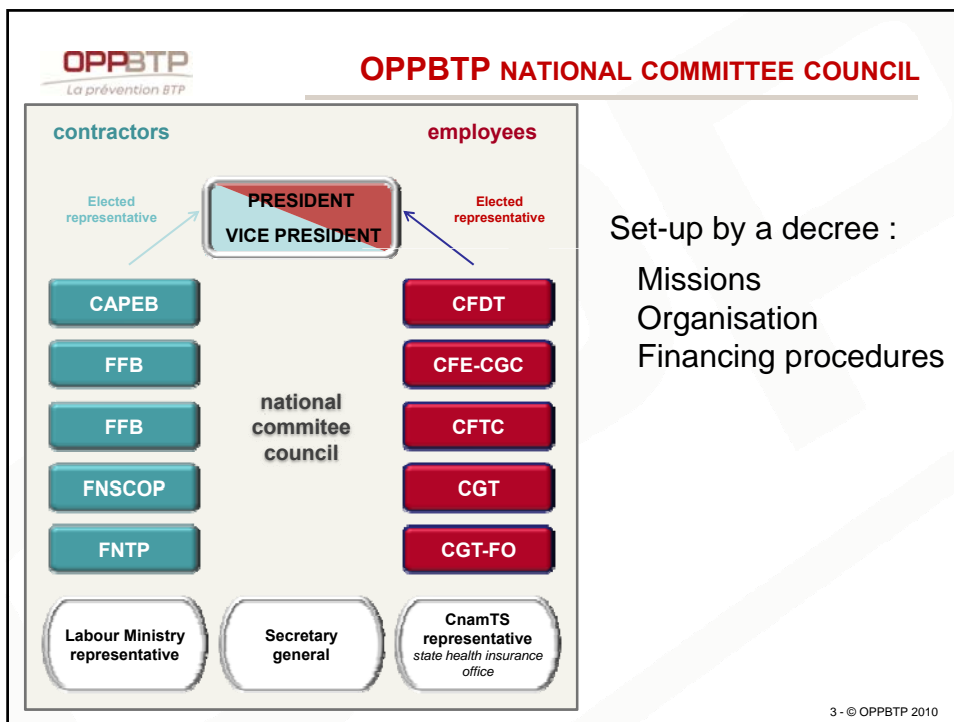 OPPBTP
La prévention BTP
OPPBTP NATIONAL COMMITTEE COUNCIL
contractors
employees
Elected
representative
PRESIDENT
VICE PRESIDENT
Elected
representative
CAPEB
FFB
FFB
FNSCOP
FNTP
national
commitee
council
CFDT
CFE-CGC
CFTC
CGT
CGT-FO
Labour Ministry
representative
Secretary
general
CnamTS
representative
state health insurance
office
Set-up by a decree :
Missions
Organisation
Financing procedures
3 - © OPPBTP 2010